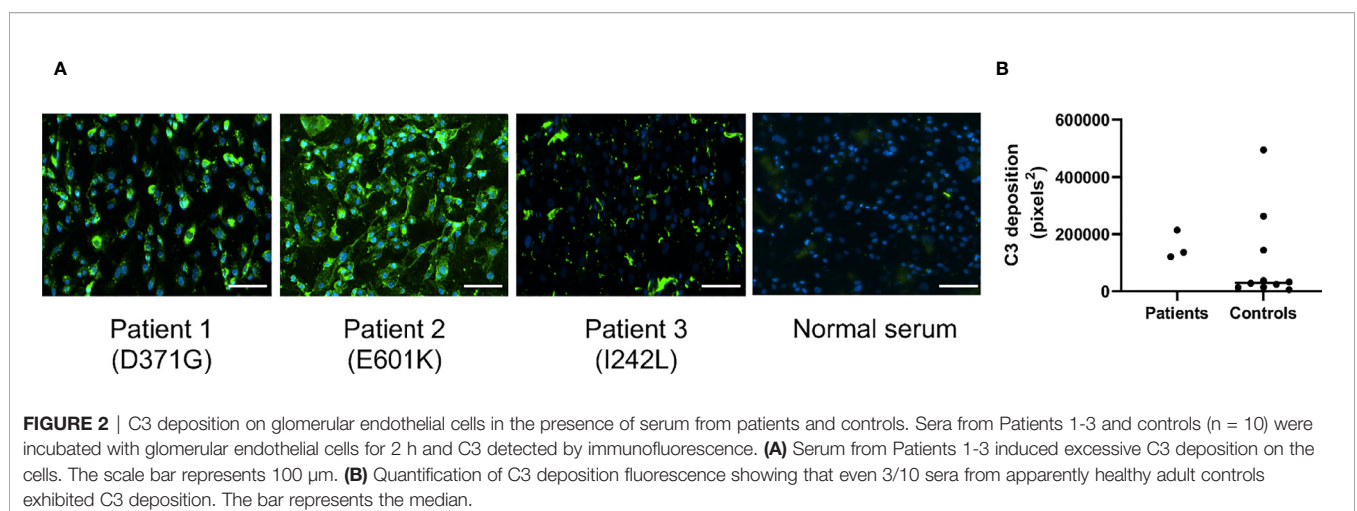 A
B
Patient 1
(D371G)
Patient 2
(E601K)
Patient 3
(I242L)
Normal serum
C3 deposition
(pixels²)
600000
400000
200000
0
Patients
Controls
FIGURE 2 | C3 deposition on glomerular endothelial cells in the presence of serum from patients and controls. Sera from Patients 1-3 and controls (n = 10) were
incubated with glomerular endothelial cells for 2 h and C3 detected by immunofluorescence. (A) Serum from Patients 1-3 induced excessive C3 deposition on the
cells. The scale bar represents 100 µm. (B) Quantification of C3 deposition fluorescence showing that even 3/10 sera from apparently healthy adult controls
exhibited C3 deposition. The bar represents the median.